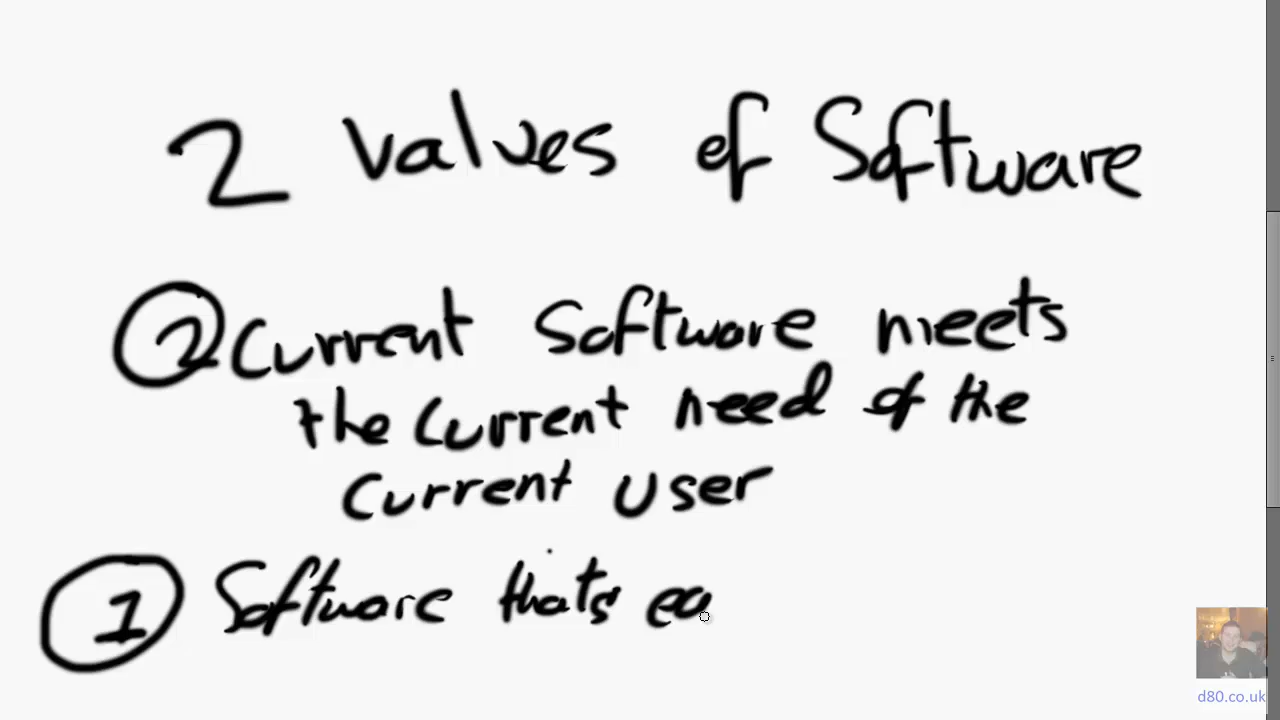 2 values of Software
2 Current Software meets
the current need of the
current user
1 Software that's ea
d80.co.uk